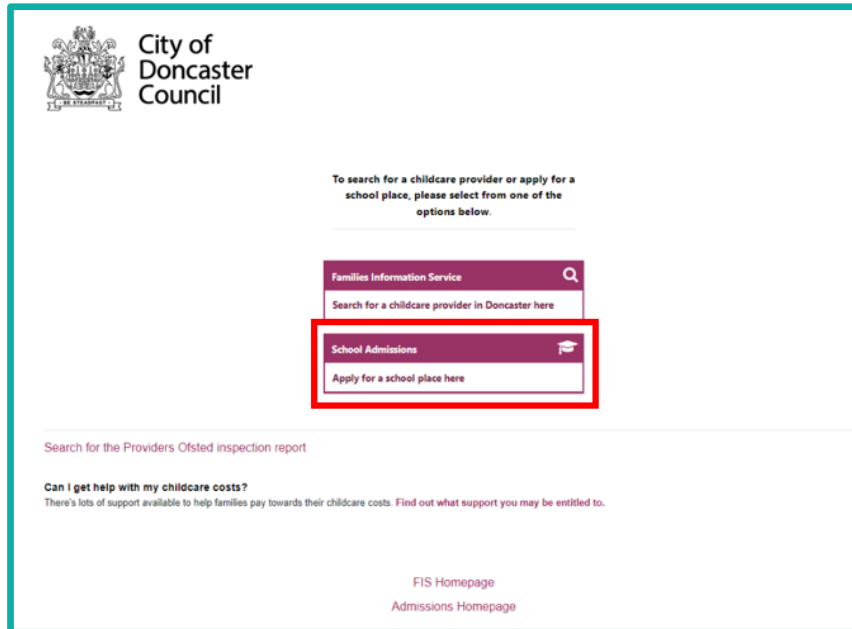 City of
Doncaster
Council
BE STEADFAST
To search for a childcare provider or apply for a
school place, please select from one of the
options below.
Families Information Service
Search for a childcare provider in Doncaster here
School Admissions
Apply for a school place here
Search for the Providers Ofsted inspection report
Can I get help with my childcare costs?
There's lots of support available to help families pay towards their childcare costs. Find out what support you may be entitled to.
FIS Homepage
Admissions Homepage